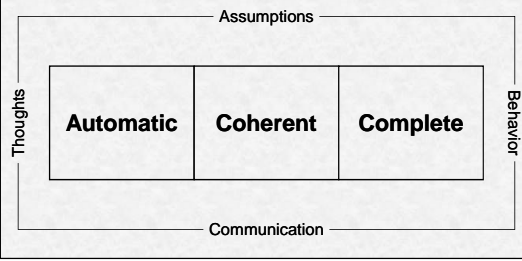 Assumptions
Thoughts
Automatic
Coherent
Complete
Behavior
Communication